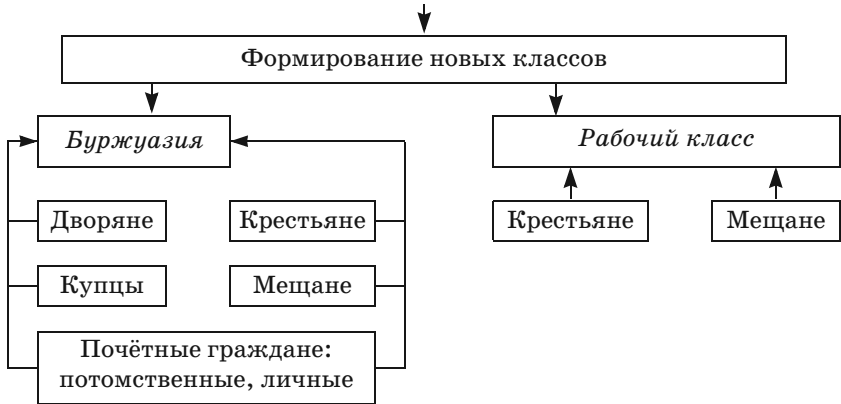 Формирование новых классов
Буржуазия
Рабочий класс
Дворяне
Крестьяне
Крестьяне
Мещане
Купцы
Мещане
Почётные граждане:
потомственные, личные